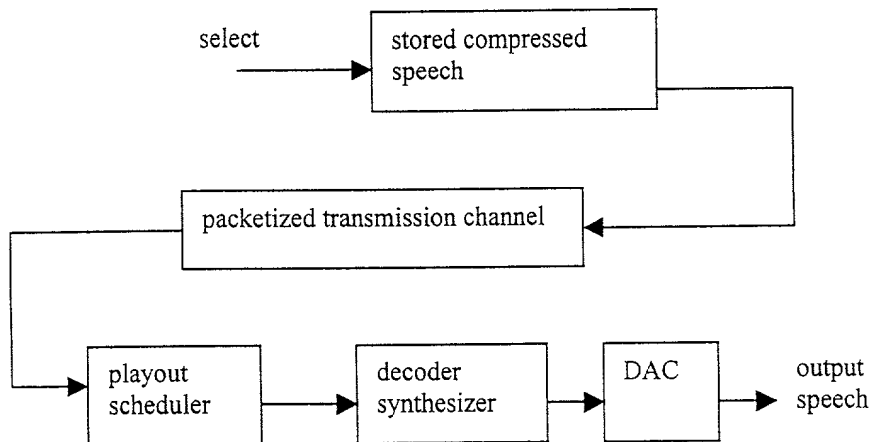 select
stored compressed
speech
packetized transmission channel
playout
scheduler
decoder
synthesizer
DAC
output
speech